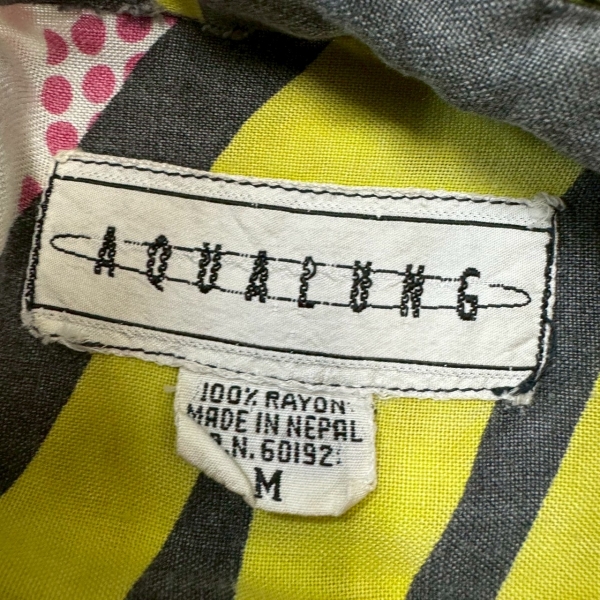 AQUALUNG
100% RAYON
MADE IN NEPAL
R.N. 60192
M